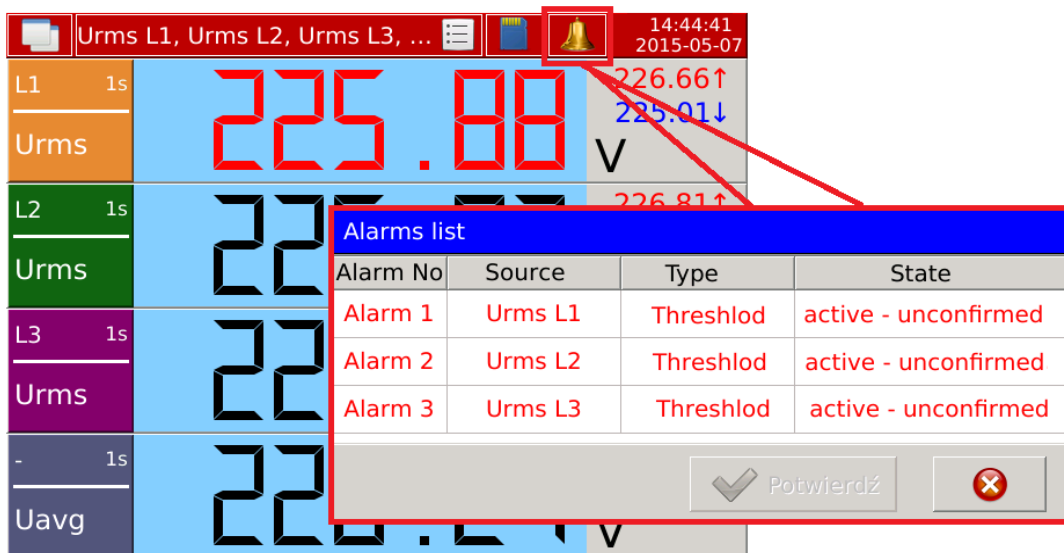 Urms L1, Urms L2, Urms L3, ...
14:44:41
2015-05-07
L1 1s
Urms
225.88
226.66↑
225.01↓
V
L2 1s
Urms
226.81↑
L3 1s
Urms
- 1s
Uavg
V
Alarms list
Alarm No Source Type State
Alarm 1 Urms L1 Threshlod active - unconfirmed
Alarm 2 Urms L2 Threshlod active - unconfirmed
Alarm 3 Urms L3 Threshlod active - unconfirmed
Potwierdź